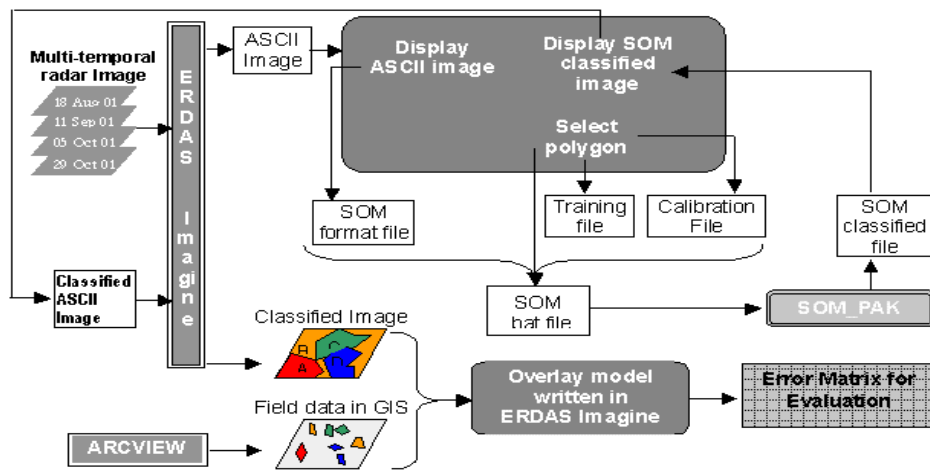 Multi-temporal
radar Image
18 Aug 01
11 Sep 01
05 Oct 01
29 Oct 01
ERDAS Imagine
ASCII
Image
Display
ASCII image
Display SOM
classified
image
Select
polygon
SOM
format file
Training
file
Calibration
File
SOM
classified
file
Classified
ASCII
Image
SOM
bat file
SOM_PAK
Classified Image
B
C
A
D
Field data in GIS
ARCVIEW
Overlay model
written in
ERDAS Imagine
Error Matrix for
Evaluation